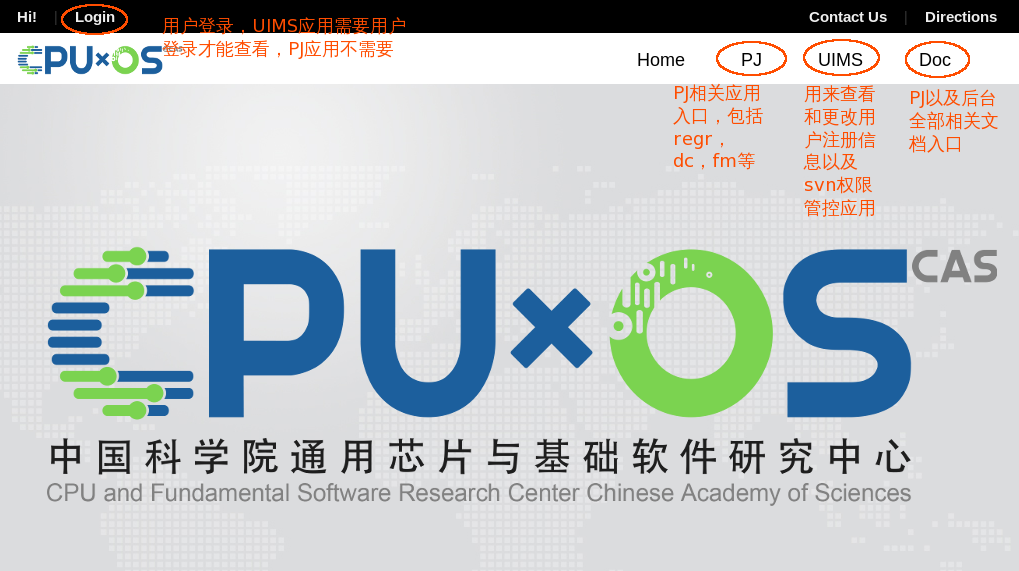 Hi! | Login
用户登录，UIMS应用需要用户
登录才能查看，PJ应用不需要
Contact Us | Directions
CPU×OS CAS
Home PJ UIMS Doc
PJ相关应用
入口，包括
regr，
dc，fm等
用来查看
和更改用
户注册信
息以及
svn权限
管控应用
PJ以及后台
全部相关文
档入口
CPU×OS CAS
中国科学院通用芯片与基础软件研究中心
CPU and Fundamental Software Research Center Chinese Academy of Sciences